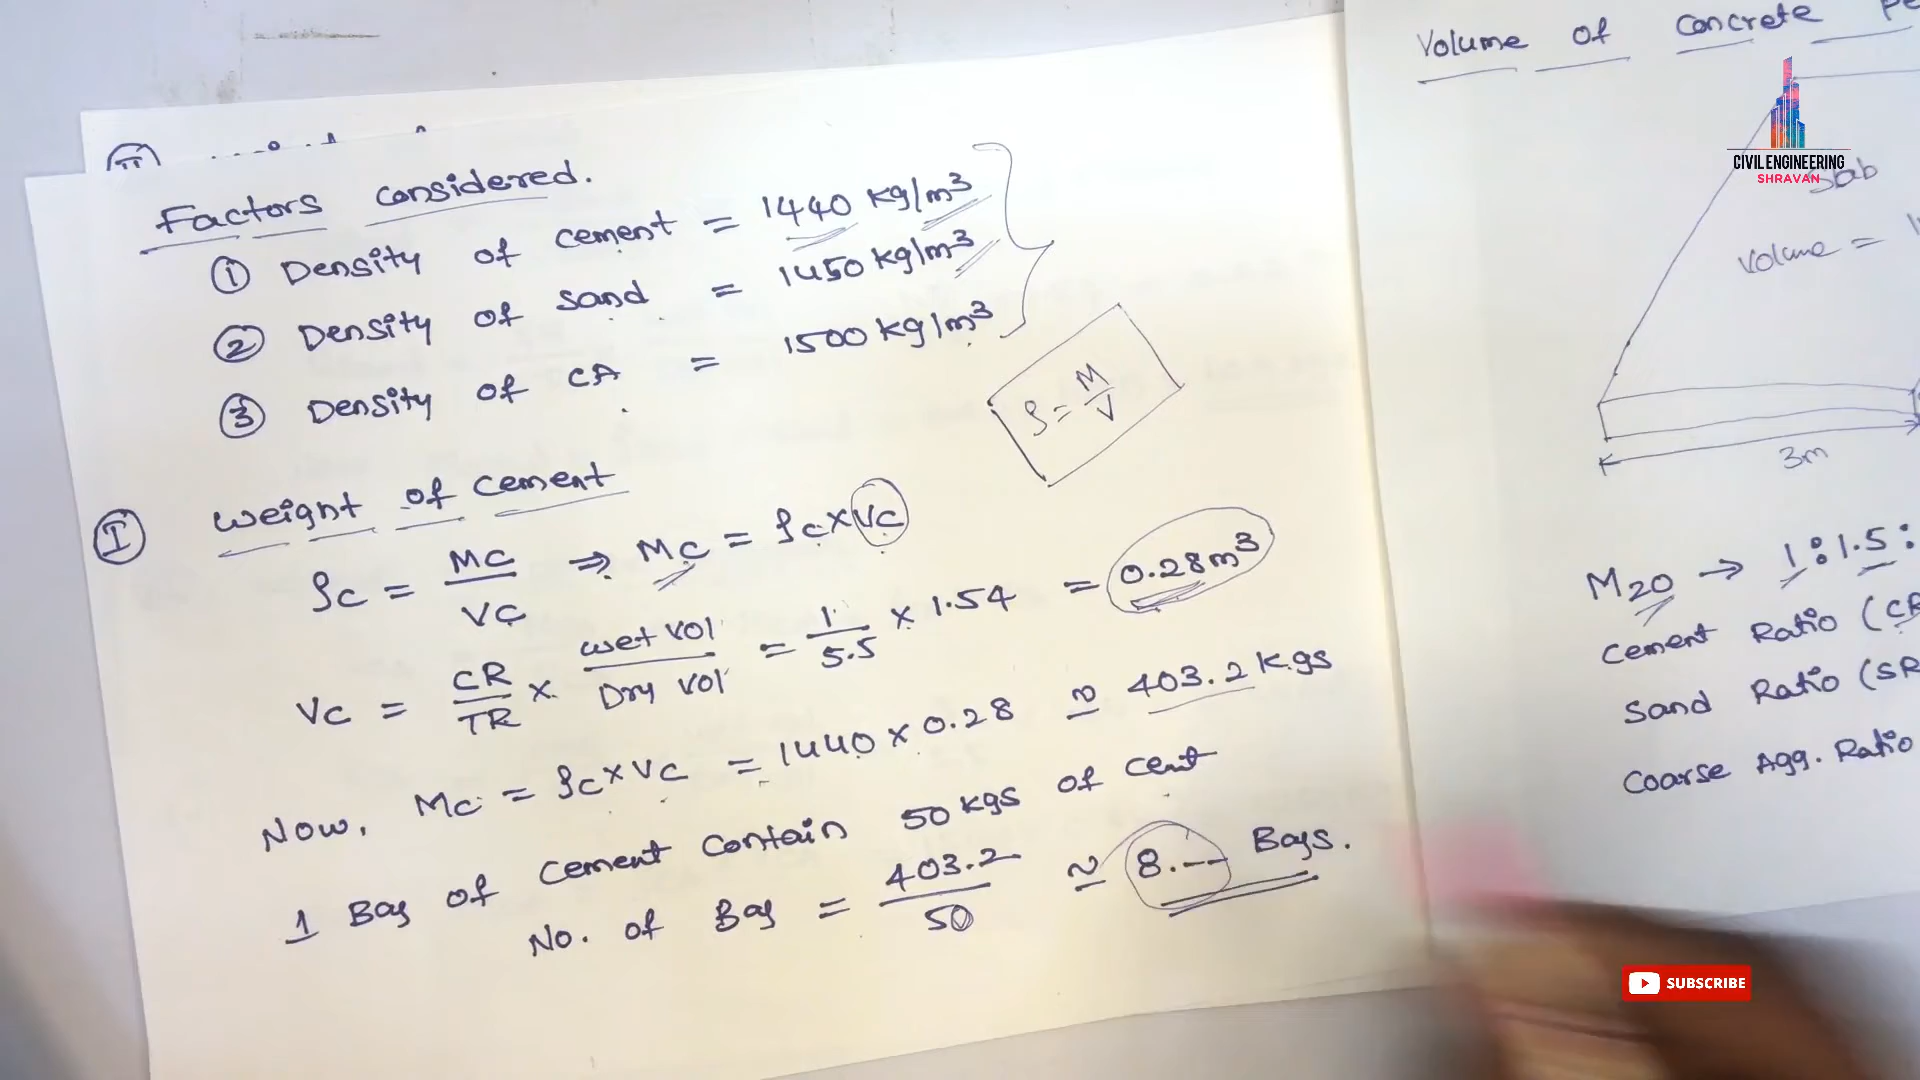 Factors considered.
① Density of cement = 1440 kg/m³
② Density of sand = 1450 kg/m³
③ Density of CA = 1500 kg/m³
ρ = M/V
Ⅰ Weight of cement
ρc = Mc/Vc ⇒ Mc = ρc × Vc
Vc = CR/TR × wet vol/Dry vol = 1/5.5 × 1.54 = 0.28m³
Now, Mc = ρc × Vc = 1440 × 0.28 ≈ 403.2 kgs
1 Bag of cement contain 50 kgs of cent
No. of Bag = 403.2/50 ≈ 8.-- Bags.
Volume of concrete
Slab
Volume =
3m
M20 → 1:1.5:
Cement Ratio (CR
Sand Ratio (SR
Coarse Agg. Ratio
CIVIL ENGINEERING
SHRAVAN
SUBSCRIBE